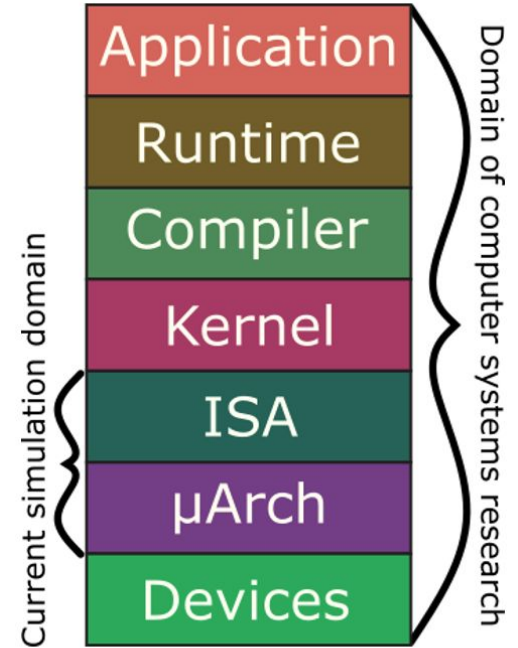 Application
Runtime
Compiler
Kernel
ISA
µArch
Devices
Current simulation domain
Domain of computer systems research